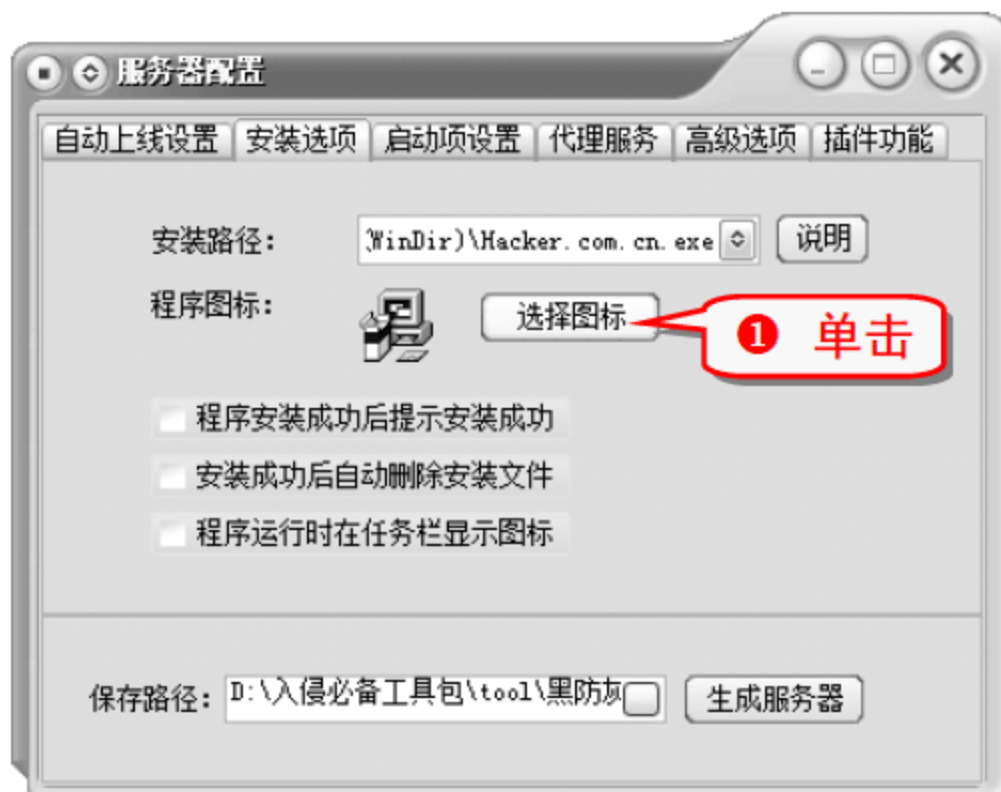 服务器配置
自动上线设置 安装选项 启动项设置 代理服务 高级选项 插件功能
安装路径： WinDir)\Hacker.com.cn.exe 说明
程序图标： 选择图标 ❶ 单击
程序安装成功后提示安装成功
安装成功后自动删除安装文件
程序运行时在任务栏显示图标
保存路径： D:\入侵必备工具包\tool\黑防灰 生成服务器